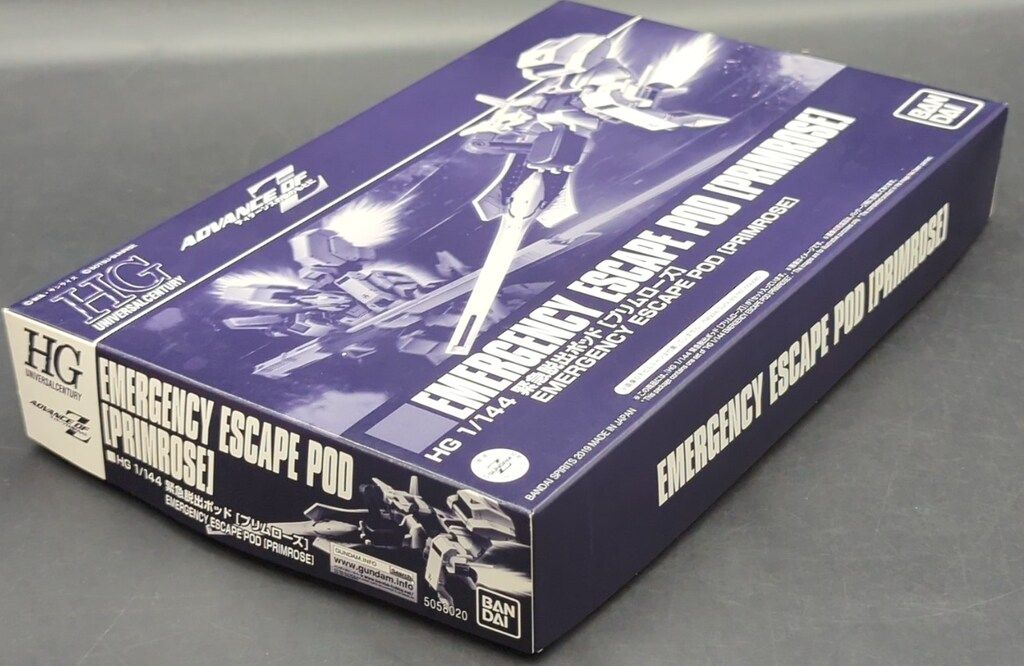 ADVANCE OF Z
HG
UNIVERSAL CENTURY
BAN
DAI
EMERGENCY ESCAPE POD [PRIMROSE]
HG 1/144 緊急脱出ポッド [プリムローズ]
EMERGENCY ESCAPE POD [PRIMROSE]
BANDAI SPIRITS 2019 MADE IN JAPAN
HG
UNIVERSAL CENTURY
ADVANCE OF Z
EMERGENCY ESCAPE POD
[PRIMROSE]
HG 1/144 緊急脱出ポッド [プリムローズ]
EMERGENCY ESCAPE POD [PRIMROSE]
GUNDAM.INFO
www.gundam.info
5058020
BAN
DAI
EMERGENCY ESCAPE POD [PRIMROSE]